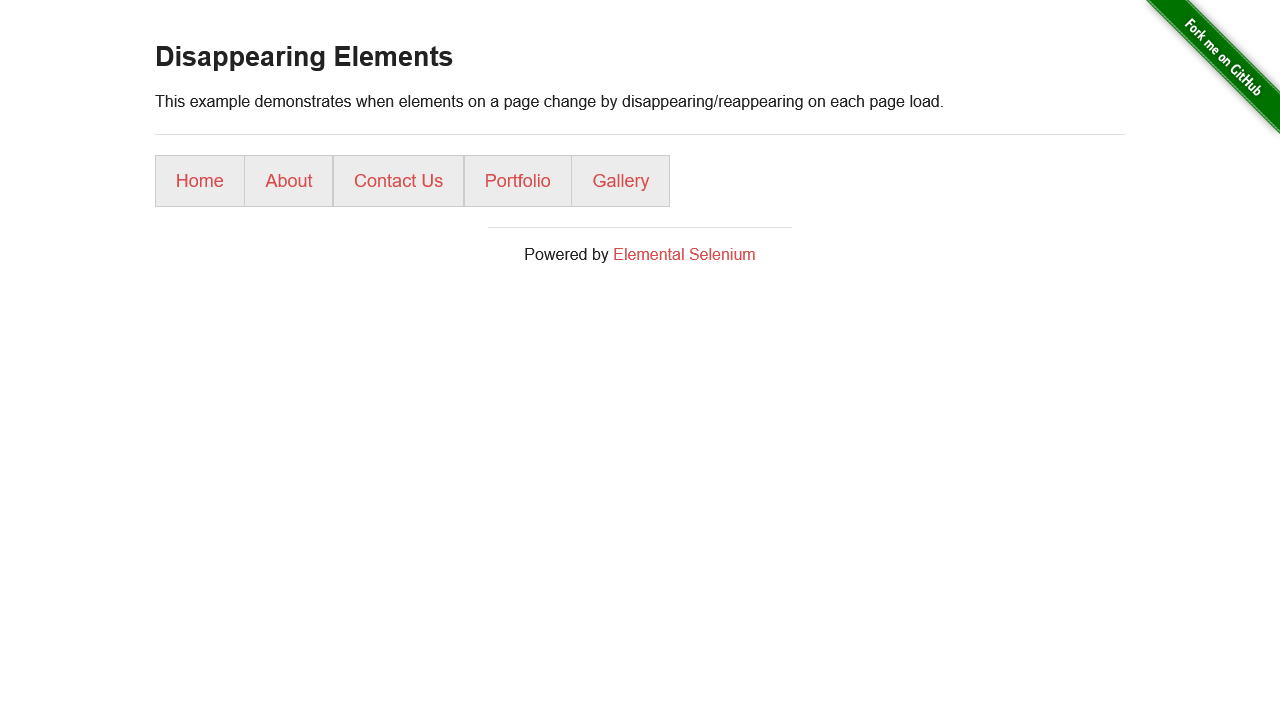 Fork me on GitHub
Disappearing Elements
This example demonstrates when elements on a page change by disappearing/reappearing on each page load.
Home About Contact Us Portfolio Gallery
Powered by Elemental Selenium